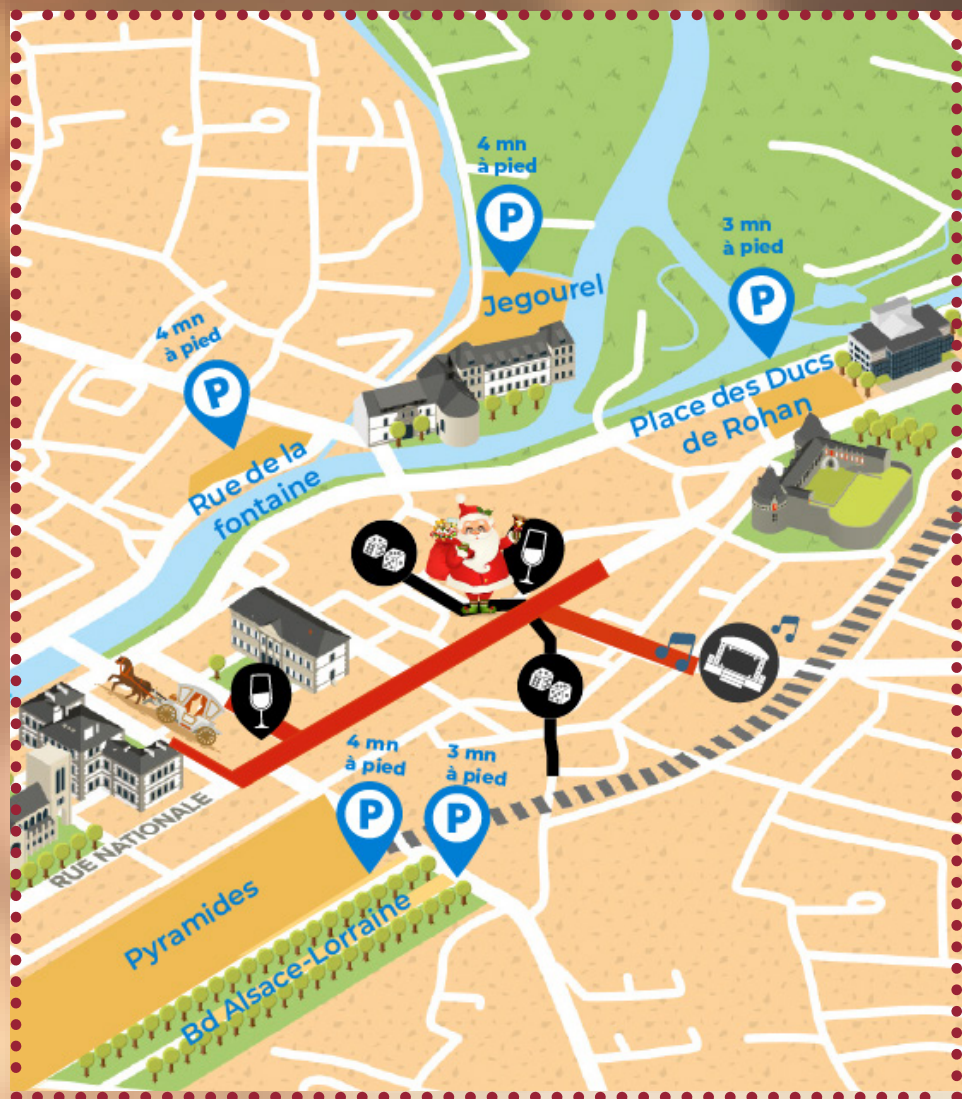 4 mn
à pied
P
Jegourel
3 mn
à pied
P
Place des Ducs
de Rohan
4 mn
à pied
P
Rue de la
fontaine
4 mn
à pied
P
3 mn
à pied
P
RUE NATIONALE
Pyramides
Bd Alsace-Lorraine